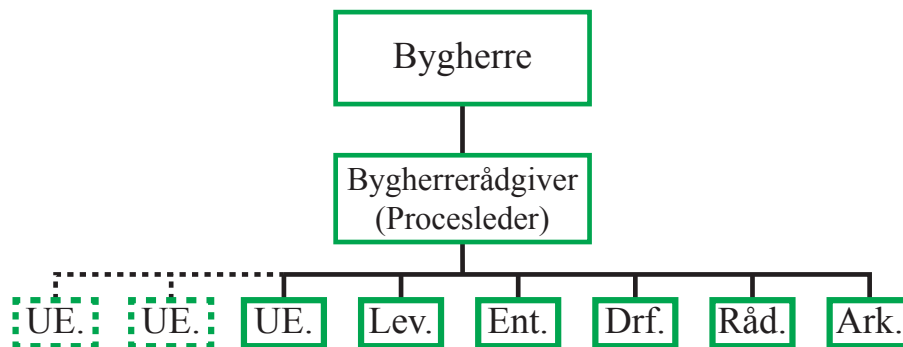 Bygherre
Bygherrerådgiver
(Procesleder)
UE. UE. UE. Lev. Ent. Drf. Råd. Ark.